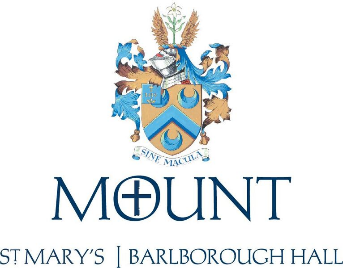 SINE MACULA
MOUNT
ST MARY'S | BARLBOROUGH HALL